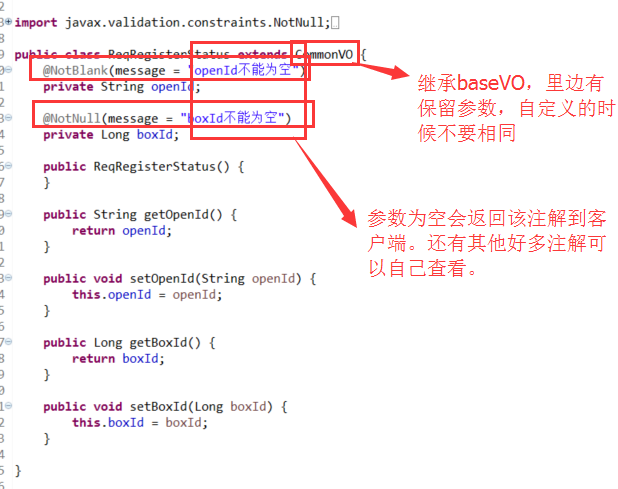 import javax.validation.constraints.NotNull;
public class ReqRegisterStatus extends CommonVO {
@NotBlank(message = "openId不能为空")
private String openId;
@NotNull(message = "boxId不能为空")
private Long boxId;
public ReqRegisterStatus() {
}
public String getOpenId() {
return openId;
}
public void setOpenId(String openId) {
this.openId = openId;
}
public Long getBoxId() {
return boxId;
}
public void setBoxId(Long boxId) {
this.boxId = boxId;
}
}
继承baseVO，里边有
保留参数，自定义的时
候不要相同
参数为空会返回该注解到客
户端。还有其他好多注解可
以自己查看。